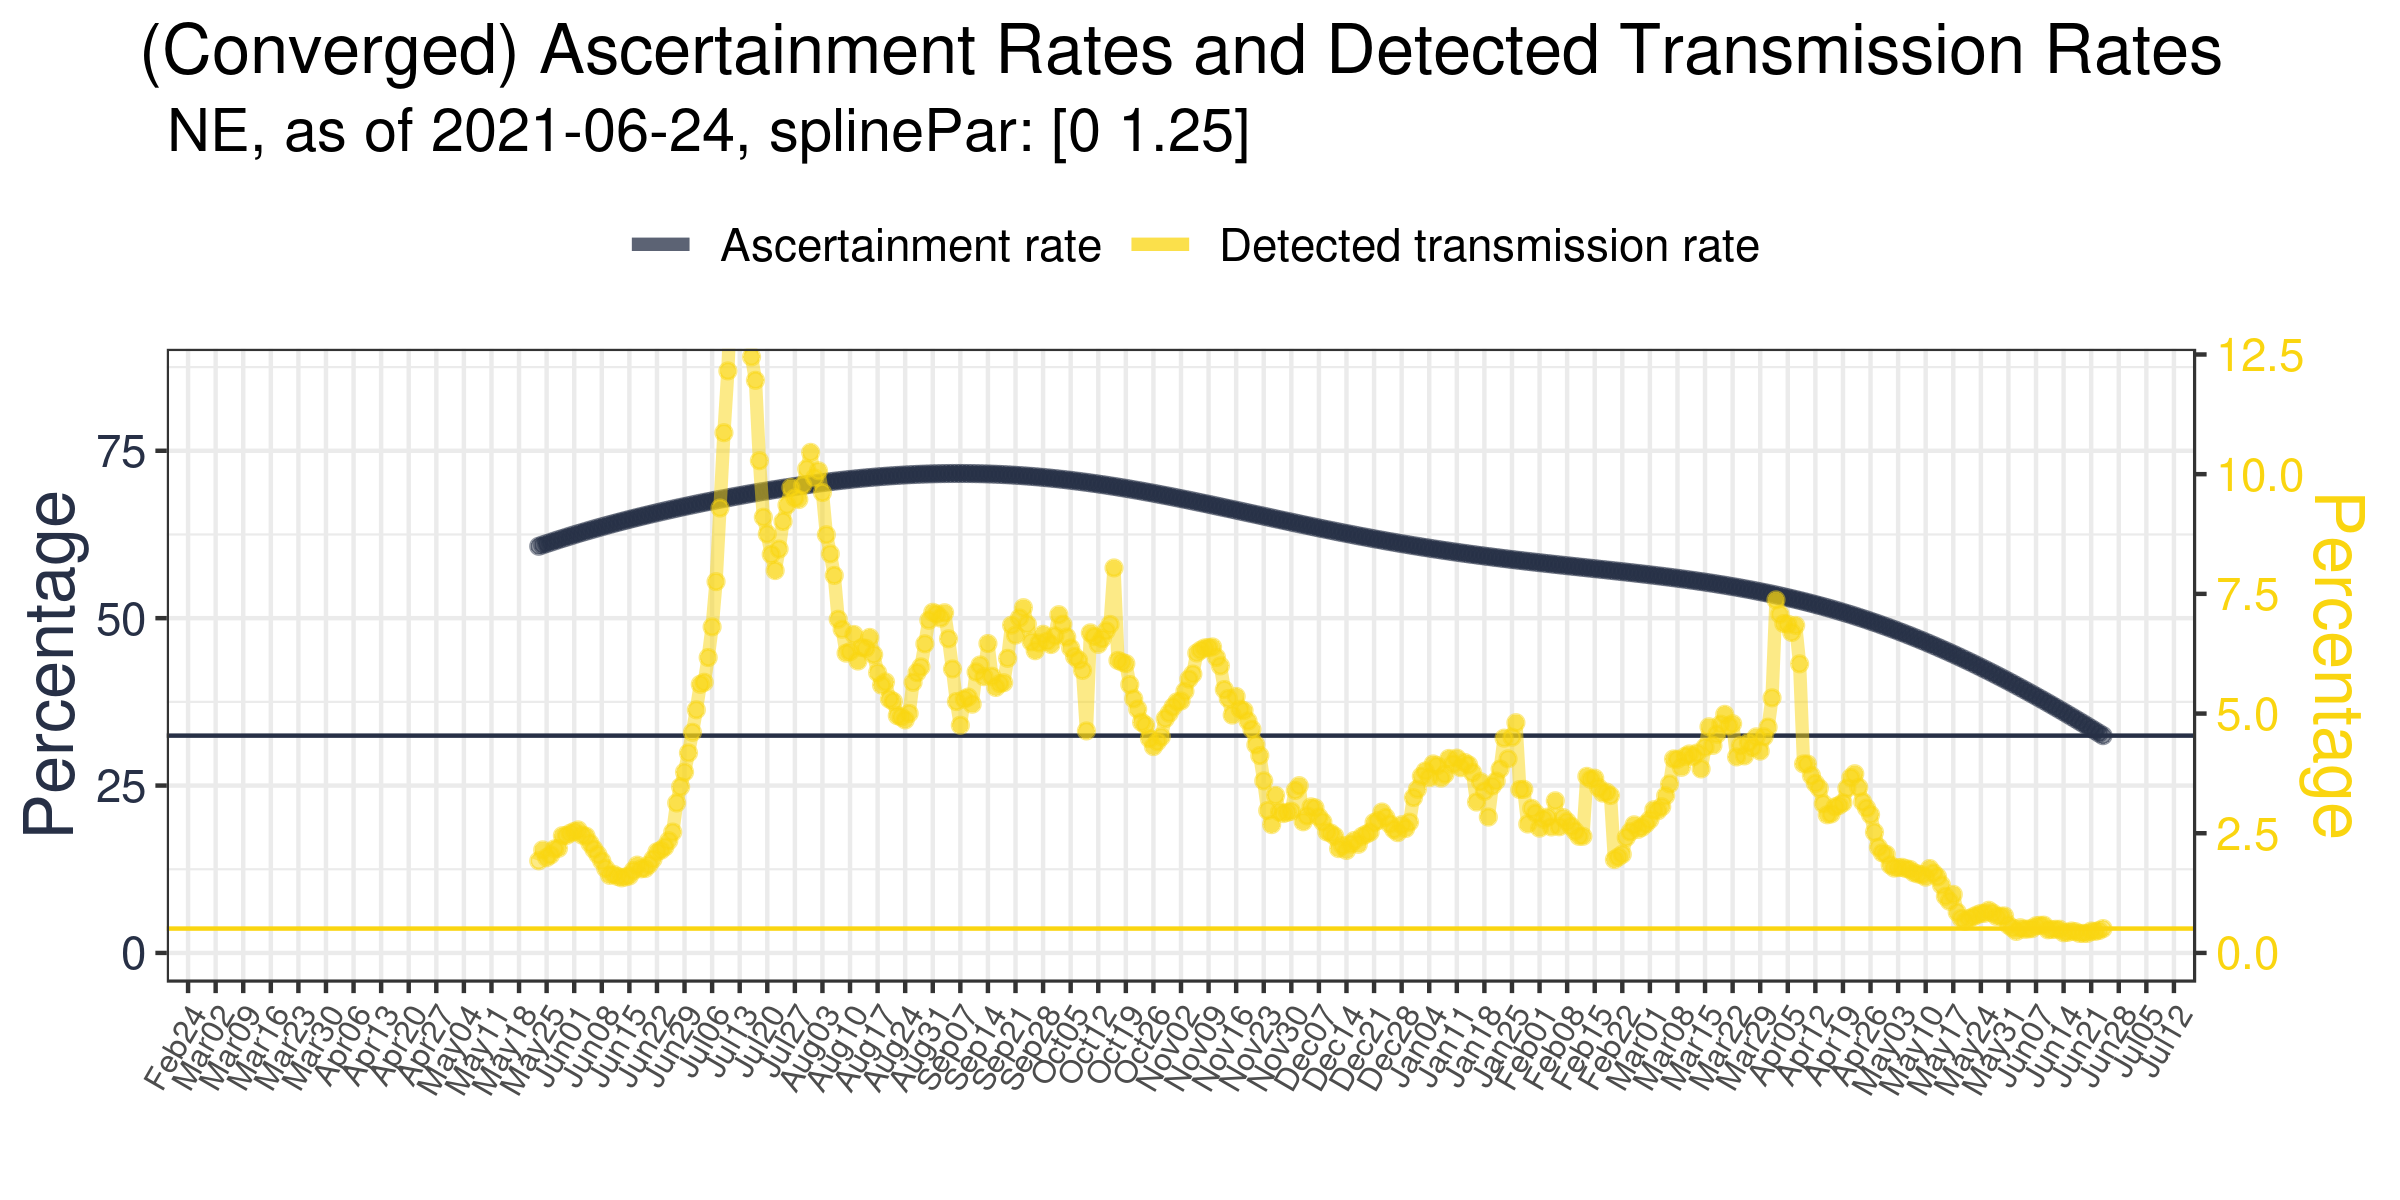 (Converged) Ascertainment Rates and Detected Transmission Rates
NE, as of 2021-06-24, splinePar: [0 1.25]
Ascertainment rate
Detected transmission rate
Percentage
75
50
25
0
12.5
10.0
7.5
5.0
2.5
0.0
Percentage
Feb24
Mar02
Mar09
Mar16
Mar23
Mar30
Apr06
Apr13
Apr20
Apr27
May04
May11
May18
May25
Jun01
Jun08
Jun15
Jun22
Jun29
Jul06
Jul13
Jul20
Jul27
Aug03
Aug10
Aug17
Aug24
Aug31
Sep07
Sep14
Sep21
Sep28
Oct05
Oct12
Oct19
Oct26
Nov02
Nov09
Nov16
Nov23
Nov30
Dec07
Dec14
Dec21
Dec28
Jan04
Jan11
Jan18
Jan25
Feb01
Feb08
Feb15
Feb22
Mar01
Mar08
Mar15
Mar22
Mar29
Apr05
Apr12
Apr19
Apr26
May03
May10
May17
May24
May31
Jun07
Jun14
Jun21
Jun28
Jul05
Jul12